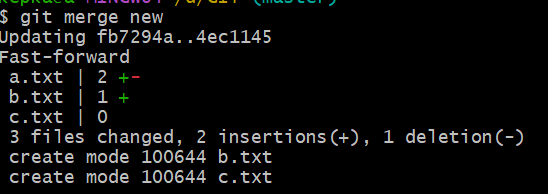 $ git merge new
Updating fb7294a..4ec1145
Fast-forward
 a.txt | 2 +-
 b.txt | 1 +
 c.txt | 0
 3 files changed, 2 insertions(+), 1 deletion(-)
 create mode 100644 b.txt
 create mode 100644 c.txt